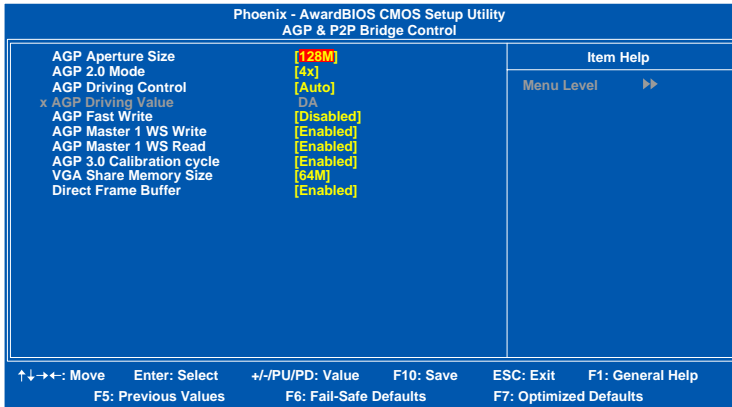 Phoenix - AwardBIOS CMOS Setup Utility
AGP & P2P Bridge Control
AGP Aperture Size [128M]
AGP 2.0 Mode [4x]
AGP Driving Control [Auto]
x AGP Driving Value DA
AGP Fast Write [Disabled]
AGP Master 1 WS Write [Enabled]
AGP Master 1 WS Read [Enabled]
AGP 3.0 Calibration cycle [Enabled]
VGA Share Memory Size [64M]
Direct Frame Buffer [Enabled]
Item Help
Menu Level ▶▶
↑↓→←: Move Enter: Select +/-/PU/PD: Value F10: Save ESC: Exit F1: General Help
F5: Previous Values F6: Fail-Safe Defaults F7: Optimized Defaults